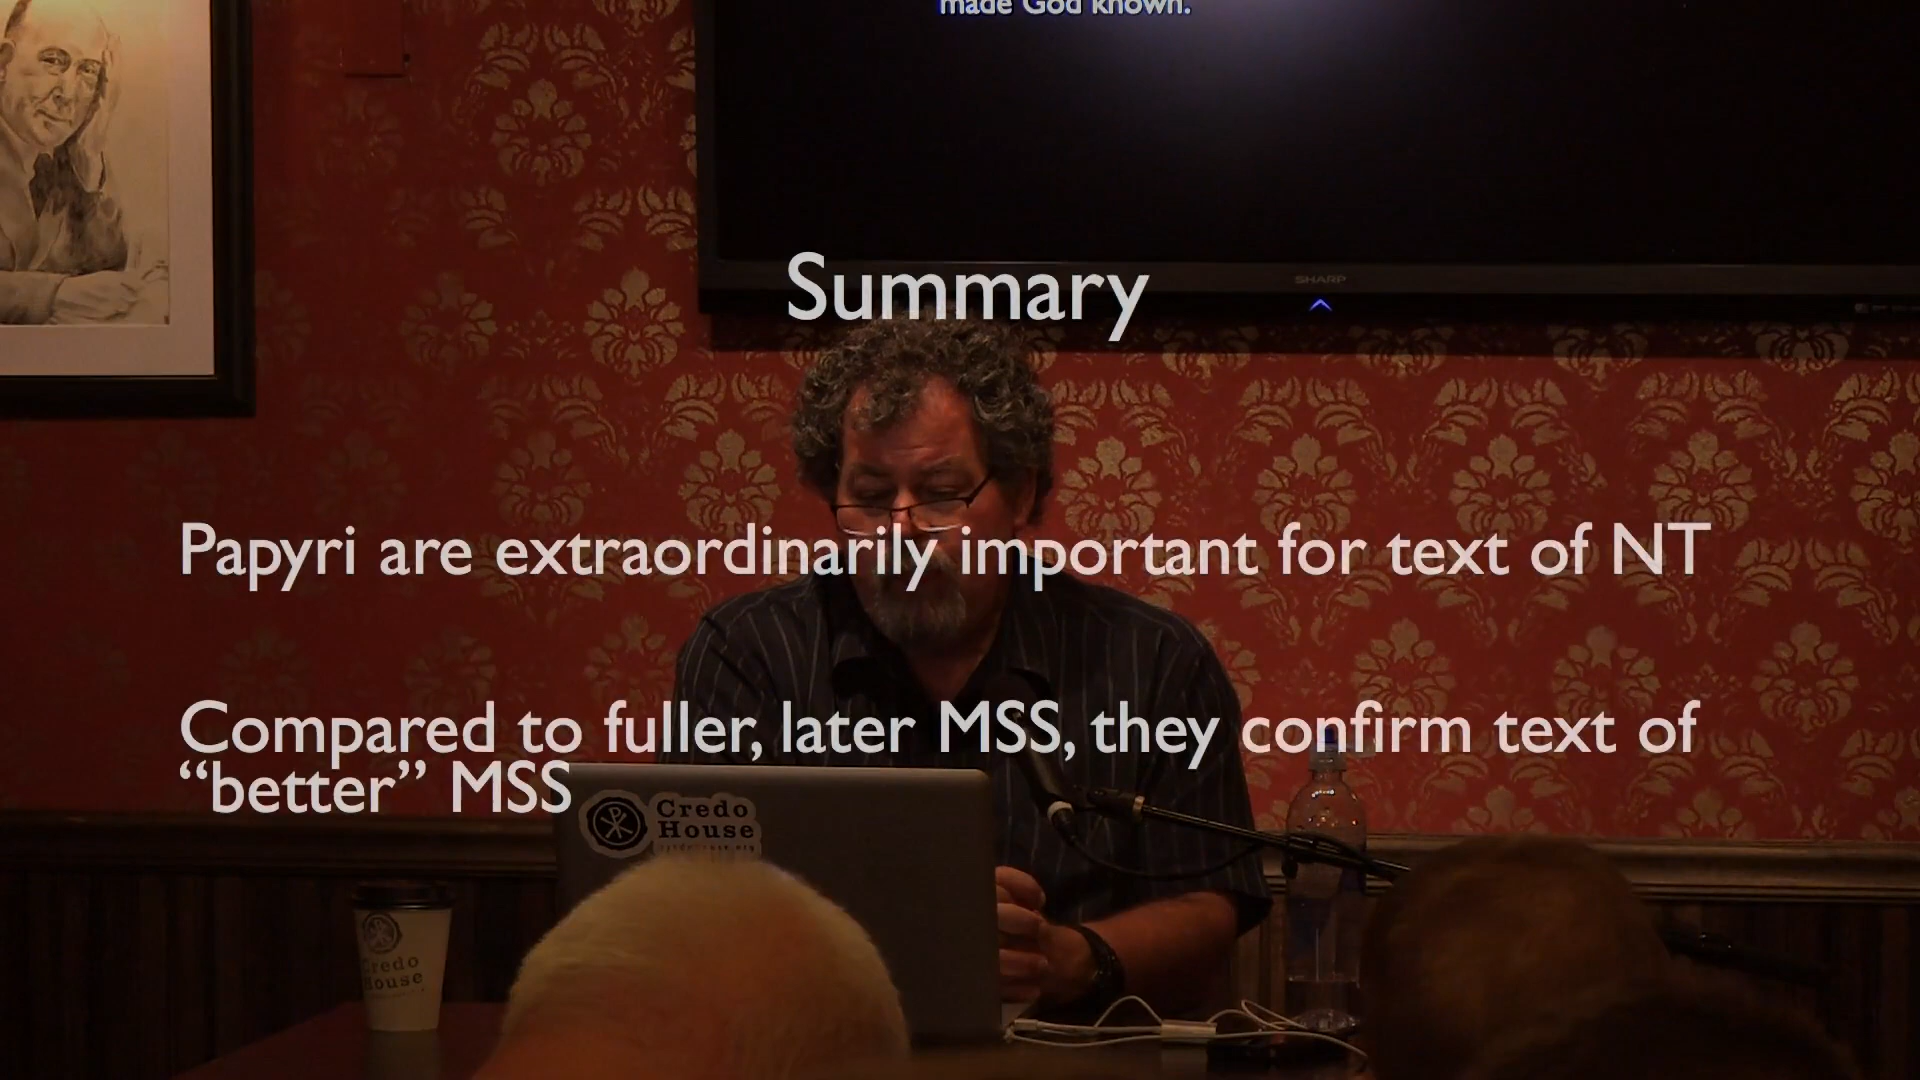 made God known.
SHARP
Summary
Papyri are extraordinarily important for text of NT
Compared to fuller, later MSS, they confirm text of
“better” MSS
Credo
House
Credo
House